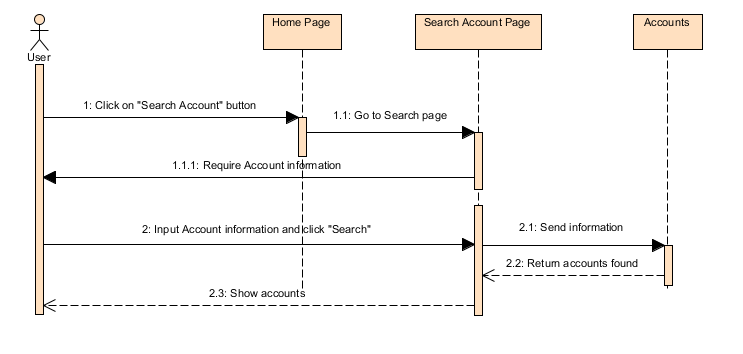 Home Page
Search Account Page
Accounts
User
1: Click on "Search Account" button
1.1: Go to Search page
1.1.1: Require Account information
2: Input Account information and click "Search"
2.1: Send information
2.2: Return accounts found
2.3: Show accounts